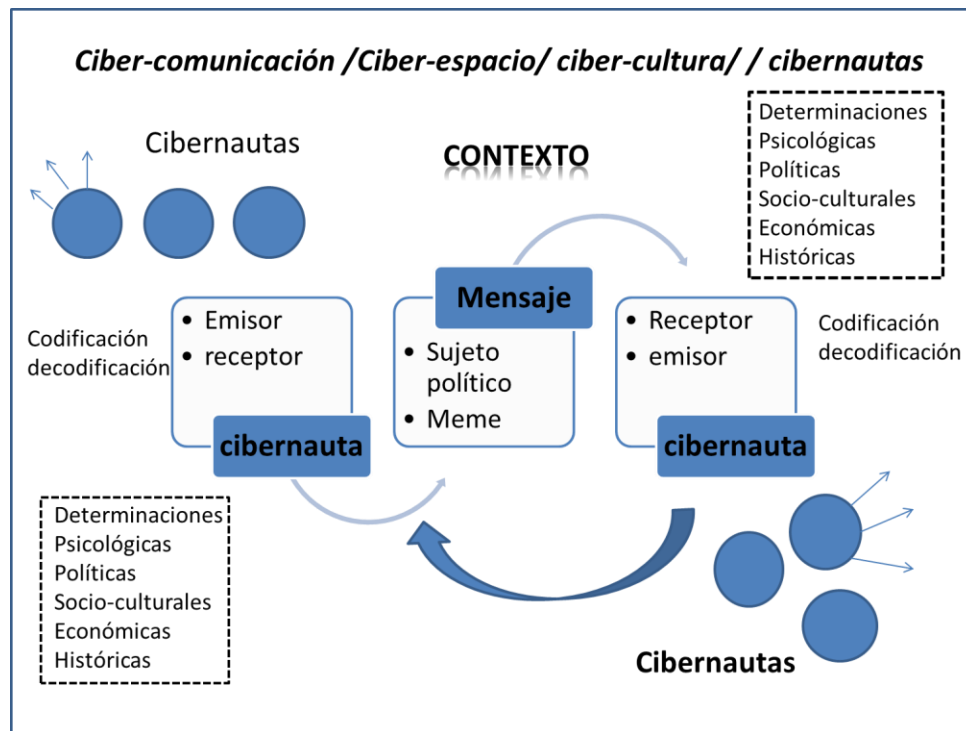 Ciber-comunicación /Ciber-espacio/ ciber-cultura/ / cibernautas
Cibernautas
CONTEXTO
Determinaciones
Psicológicas
Políticas
Socio-culturales
Económicas
Históricas
Codificación
decodificación
• Emisor
• receptor
cibernauta
Mensaje
• Sujeto
político
• Meme
• Receptor
• emisor
cibernauta
Codificación
decodificación
Determinaciones
Psicológicas
Políticas
Socio-culturales
Económicas
Históricas
Cibernautas